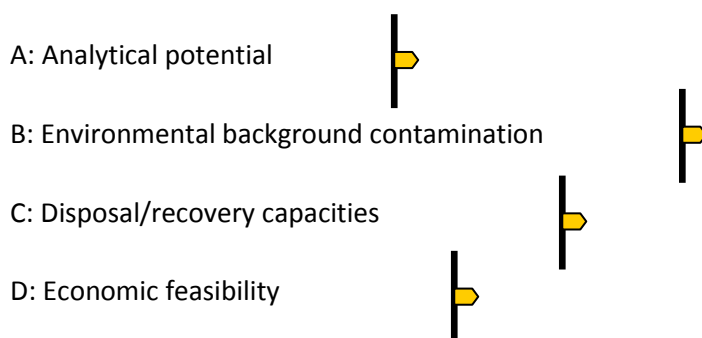 A: Analytical potential
B: Environmental background contamination
C: Disposal/recovery capacities
D: Economic feasibility